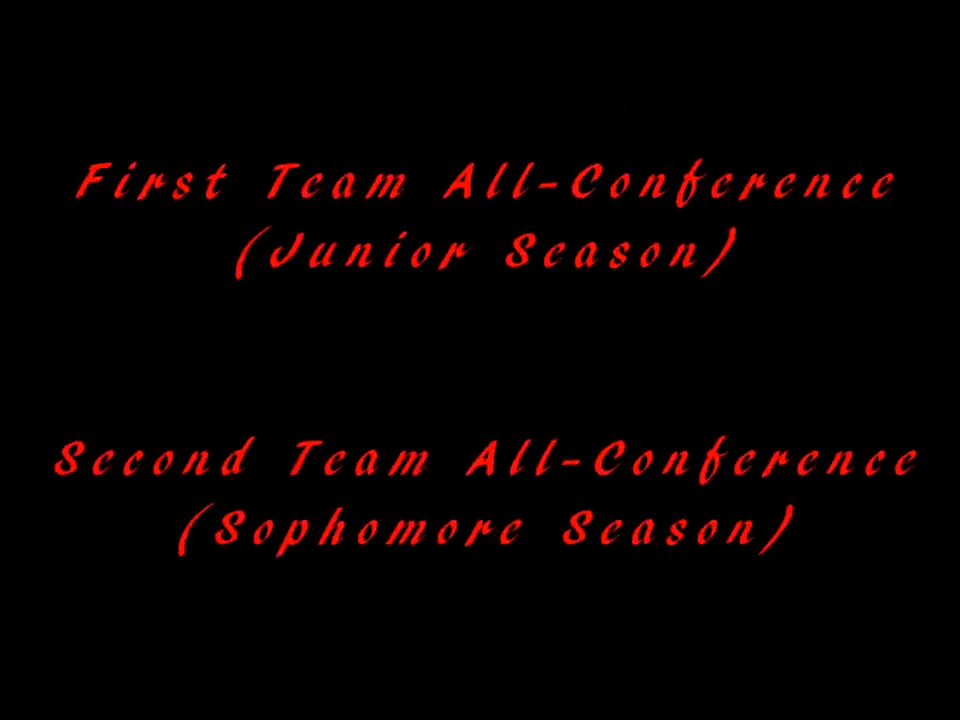 First Team All-Conference
(Junior Season)
Second Team All-Conference
(Sophomore Season)